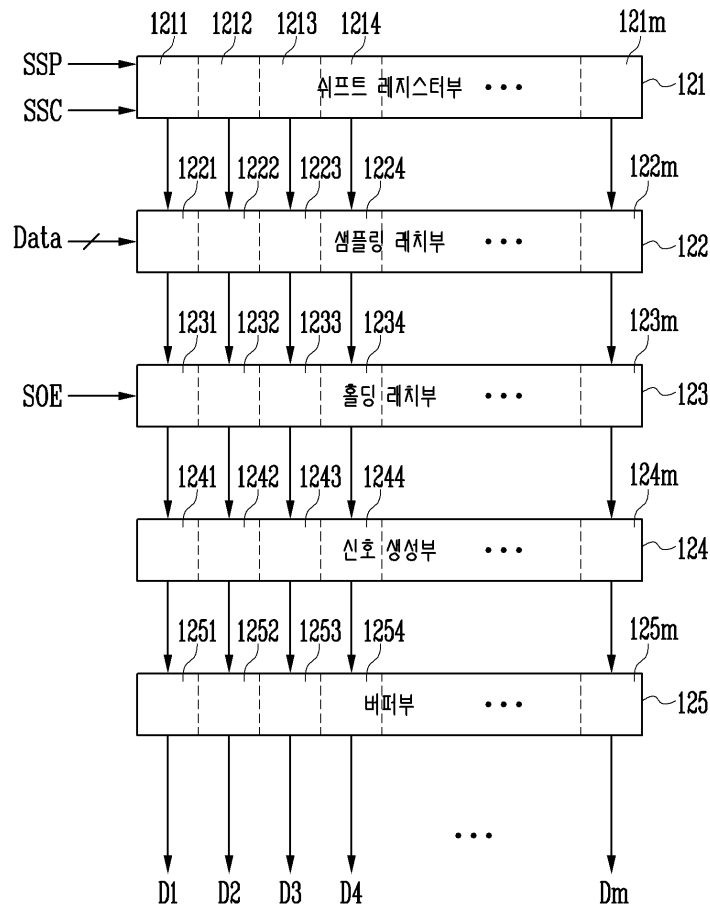 1211 1212 1213 1214 121m
SSP
쉬프트 레지스터부 ••• 121
SSC
1221 1222 1223 1224 122m
Data 샘플링 래치부 ••• 122
1231 1232 1233 1234 123m
SOE 홀딩 래치부 ••• 123
1241 1242 1243 1244 124m
신호 생성부 ••• 124
1251 1252 1253 1254 125m
버퍼부 ••• 125
•••
D1 D2 D3 D4 Dm